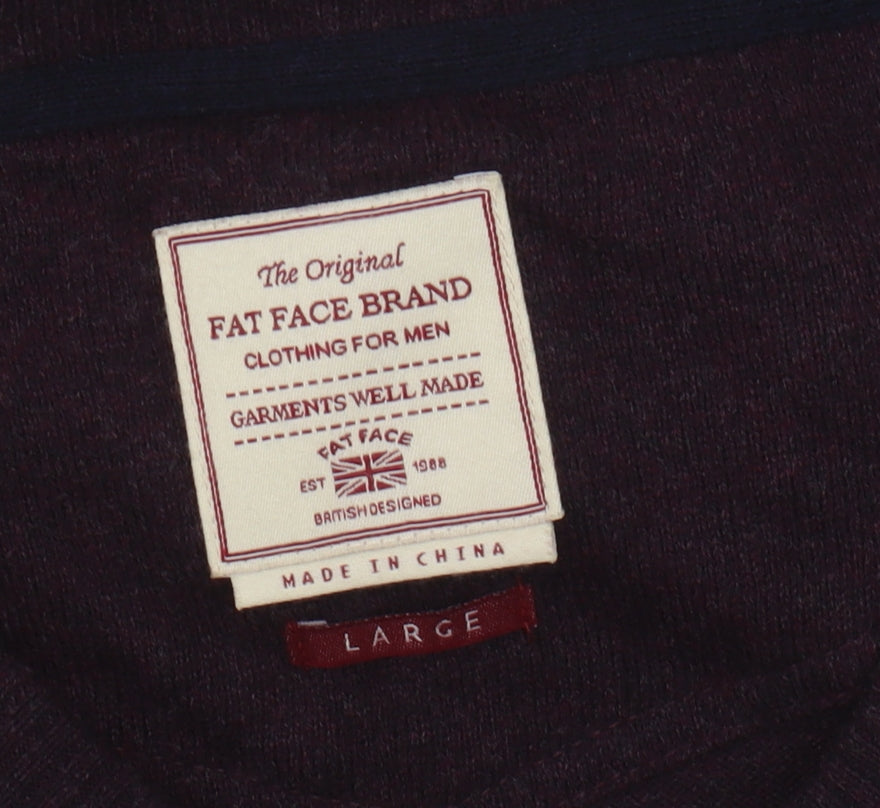 The Original
FAT FACE BRAND
CLOTHING FOR MEN
GARMENTS WELL MADE
FAT FACE
EST 1988
BRITISH DESIGNED
MADE IN CHINA
LARGE